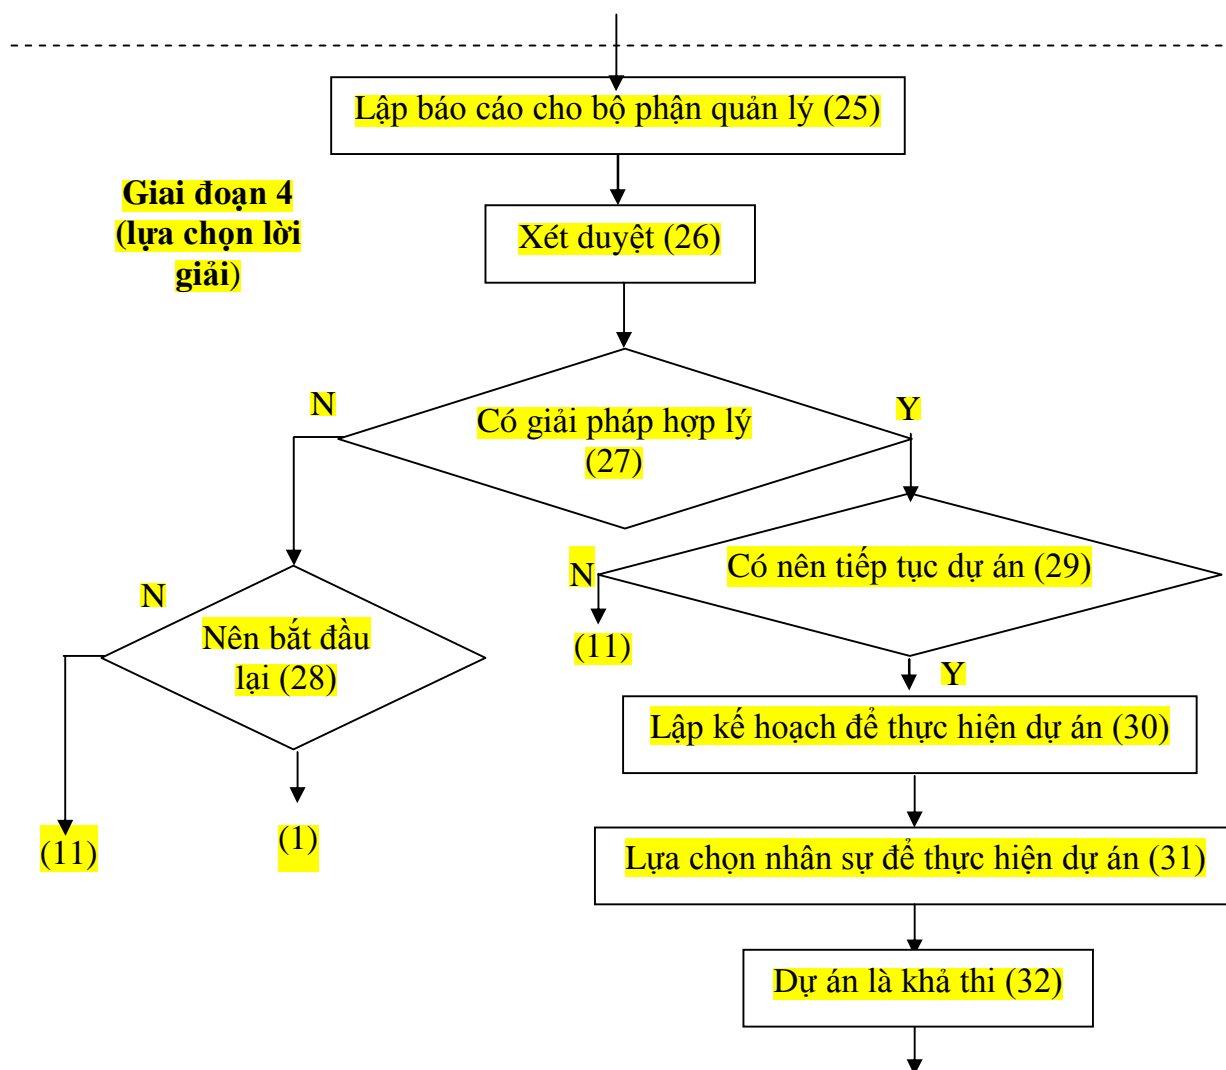 Lập báo cáo cho bộ phận quản lý (25)
Giai đoạn 4
(lựa chọn lời
giải)
Xét duyệt (26)
N
Có giải pháp hợp lý
(27)
Y
N
Có nên tiếp tục dự án (29)
N
Nên bắt đầu
lại (28)
(11)
Y
Lập kế hoạch để thực hiện dự án (30)
(11)
(1)
Lựa chọn nhân sự để thực hiện dự án (31)
Dự án là khả thi (32)